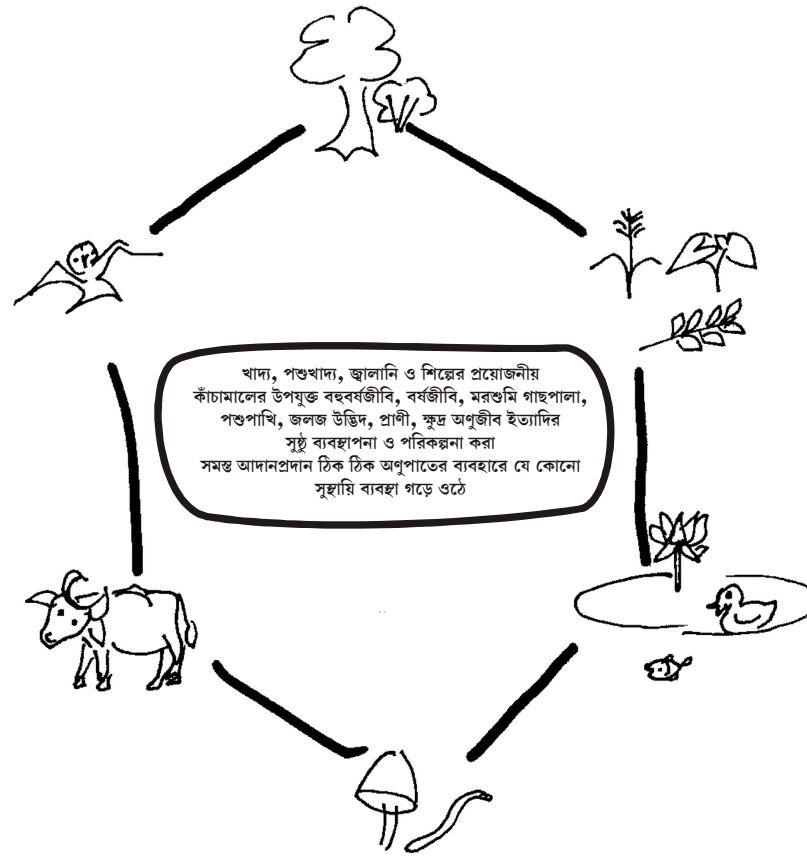 খাদ্য, পশুখাদ্য, জ্বালানি ও শিল্পের প্রয়োজনীয়
কাঁচামালের উপযুক্ত বহুবর্ষজীবি, বর্ষজীবি, মরশুমি গাছপালা,
পশুপাখি, জলজ উদ্ভিদ, প্রাণী, ক্ষুদ্র অণুজীব ইত্যাদির
সুষ্ঠু ব্যবস্থাপনা ও পরিকল্পনা করা
সমস্ত আদানপ্রদান ঠিক ঠিক অণুপাতের ব্যবহারে যে কোনো
সুস্থায়ি ব্যবস্থা গড়ে ওঠে